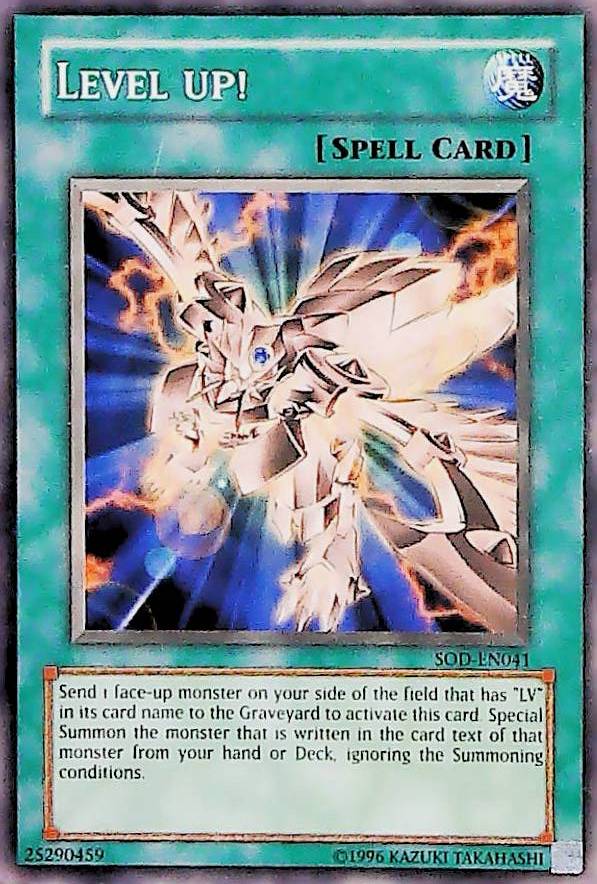 LEVEL UP!
魔
[SPELL CARD]
SOD-EN041
Send 1 face-up monster on your side of the field that has "LV"
in its card name to the Graveyard to activate this card. Special
Summon the monster that is written in the card text of that
monster from your hand or Deck, ignoring the Summoning
conditions.
25290459
©1996 KAZUKI TAKAHASHI